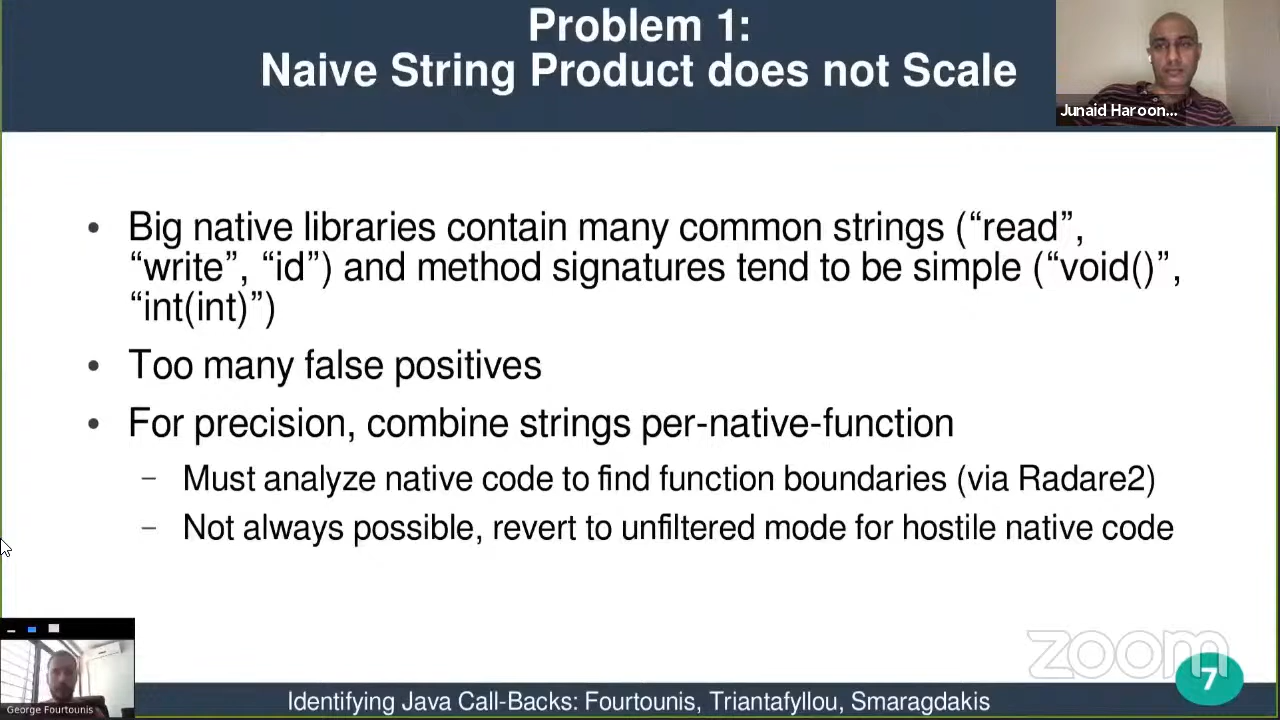 Problem 1:
Naive String Product does not Scale
Junaid Haroon...
• Big native libraries contain many common strings (“read”,
“write”, “id”) and method signatures tend to be simple (“void()”,
“int(int)”)
• Too many false positives
• For precision, combine strings per-native-function
– Must analyze native code to find function boundaries (via Radare2)
– Not always possible, revert to unfiltered mode for hostile native code
George Fourtounis
zoom
7
Identifying Java Call-Backs: Fourtounis, Triantafyllou, Smaragdakis